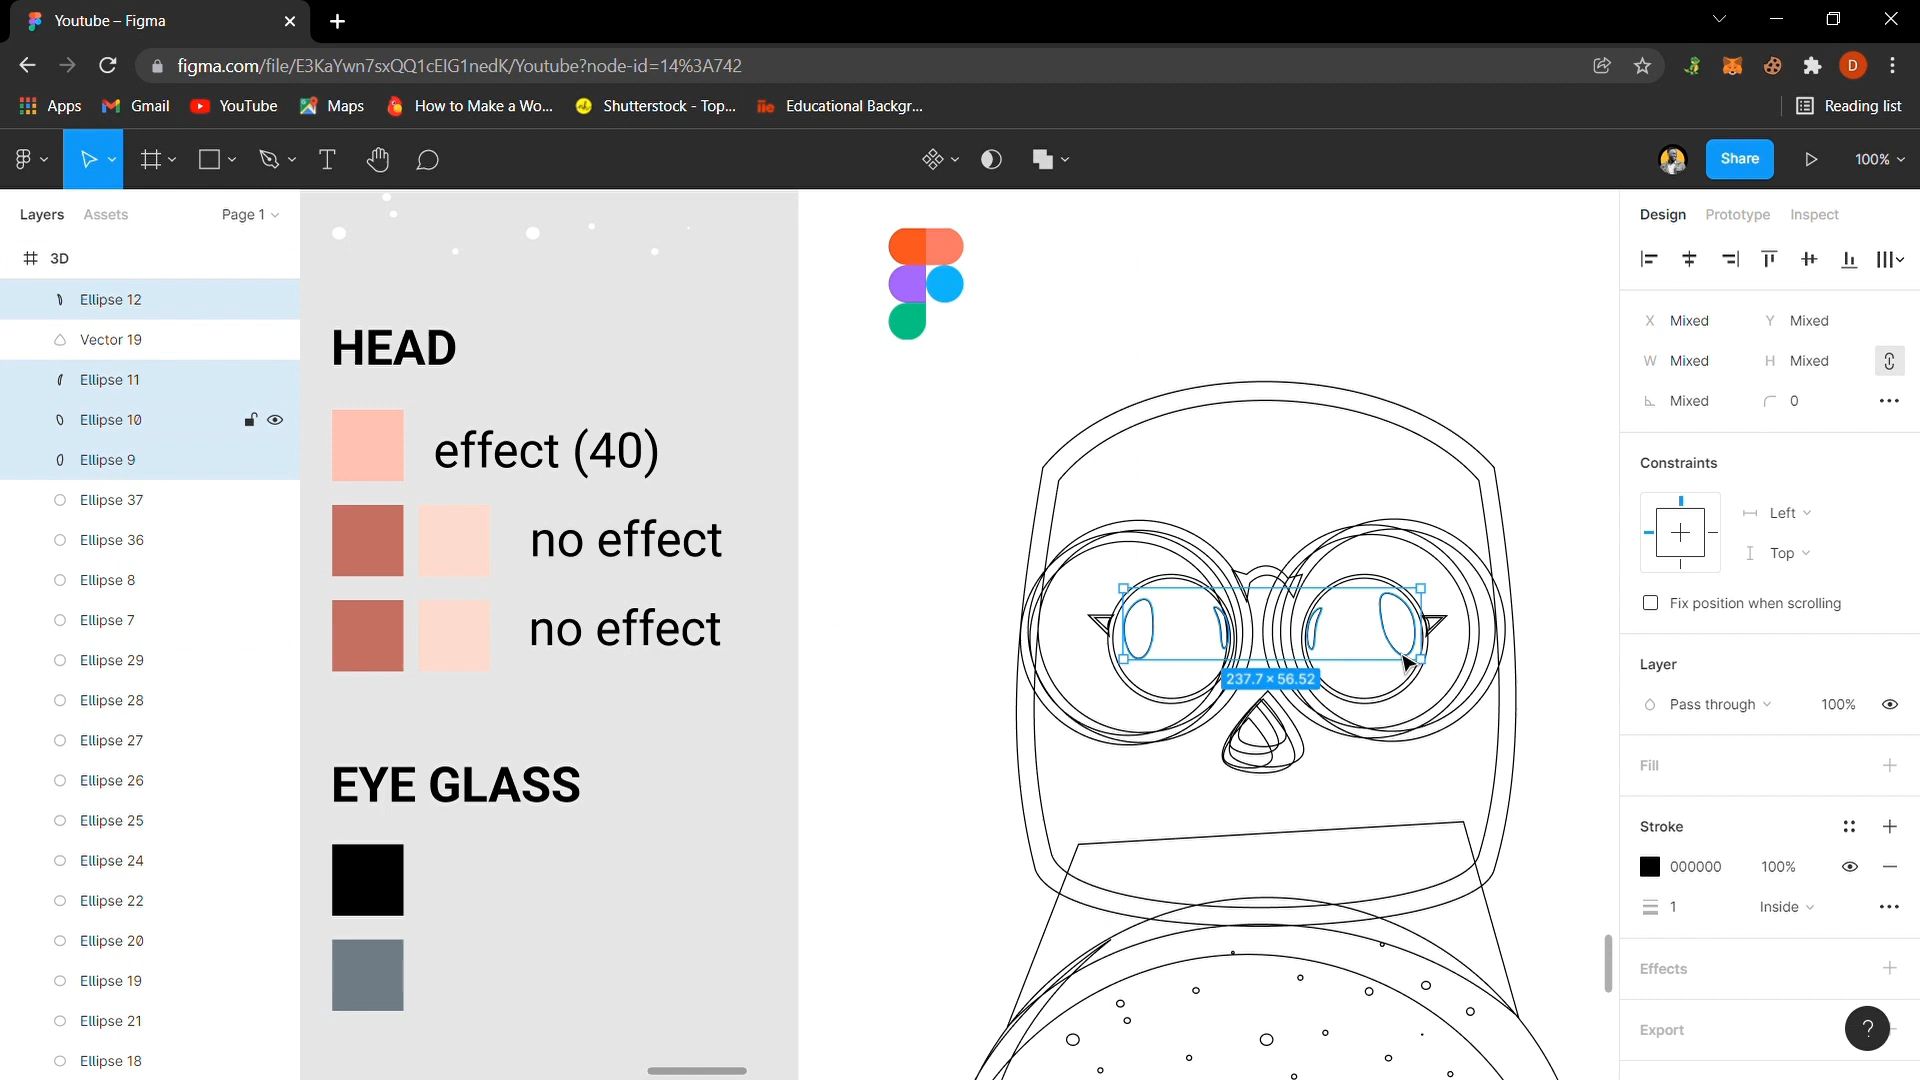 Youtube – Figma
figma.com/file/E3KaYwn7sxQQ1cEIG1nedK/Youtube?node-id=14%3A742
D
Apps
Gmail
YouTube
Maps
How to Make a Wo...
Shutterstock - Top...
Educational Backgr...
Reading list
Share
100%
Layers
Assets
Page 1
3D
Ellipse 12
Vector 19
Ellipse 11
Ellipse 10
Ellipse 9
Ellipse 37
Ellipse 36
Ellipse 8
Ellipse 7
Ellipse 29
Ellipse 28
Ellipse 27
Ellipse 26
Ellipse 25
Ellipse 24
Ellipse 22
Ellipse 20
Ellipse 19
Ellipse 21
Ellipse 18
HEAD
effect (40)
no effect
no effect
EYE GLASS
237.7 × 56.52
Design
Prototype
Inspect
X Mixed
Y Mixed
W Mixed
H Mixed
Mixed
0
Constraints
Left
Top
Fix position when scrolling
Layer
Pass through
100%
Fill
Stroke
000000
100%
1
Inside
Effects
Export
?